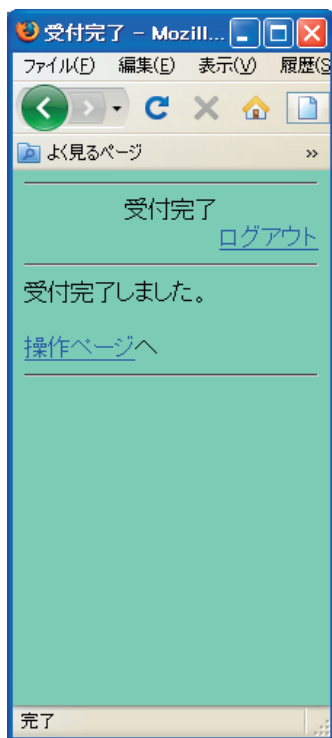 受付完了 - Mozill...
ファイル(F) 編集(E) 表示(V) 履歴(S
よく見るページ »
受付完了
ログアウト
受付完了しました。
操作ページへ
完了